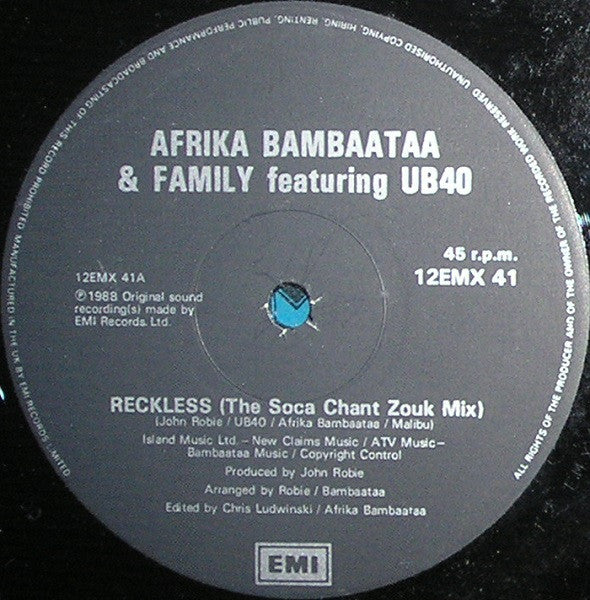 AFRIKA BAMBAATAA
& FAMILY featuring UB40
45 r.p.m.
12EMX 41
12EMX 41A
℗1988 Original sound
recording(s) made by
EMI Records. Ltd.
RECKLESS (The Soca Chant Zouk Mix)
(John Robie / UB40 / Afrika Bambaataa / Malibu)
Island Music Ltd. – New Claims Music / ATV Music –
Bambaataa Music / Copyright Control
Produced by John Robie
Arranged by Robie / Bambaataa
Edited by Chris Ludwinski / Afrika Bambaataa
EMI
ALL RIGHTS OF THE PRODUCER AND OF THE OWNER OF THE RECORDED WORK RESERVED UNAUTHORISED COPYING, HIRING, RENTING, PUBLIC PERFORMANCE AND BROADCASTING OF THIS RECORD PROHIBITED. MANUFACTURED IN THE UK BY EMI RECORDS LIMITED